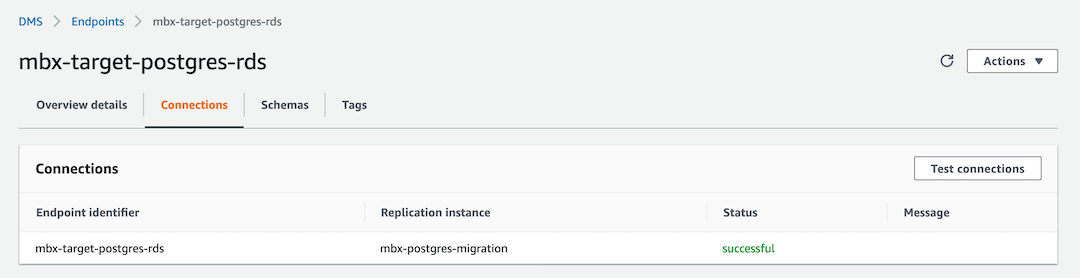 DMS > Endpoints > mbx-target-postgres-rds
mbx-target-postgres-rds
Actions ▼
Overview details Connections Schemas Tags
Connections
Test connections
Endpoint identifier Replication instance Status Message
mbx-target-postgres-rds mbx-postgres-migration successful